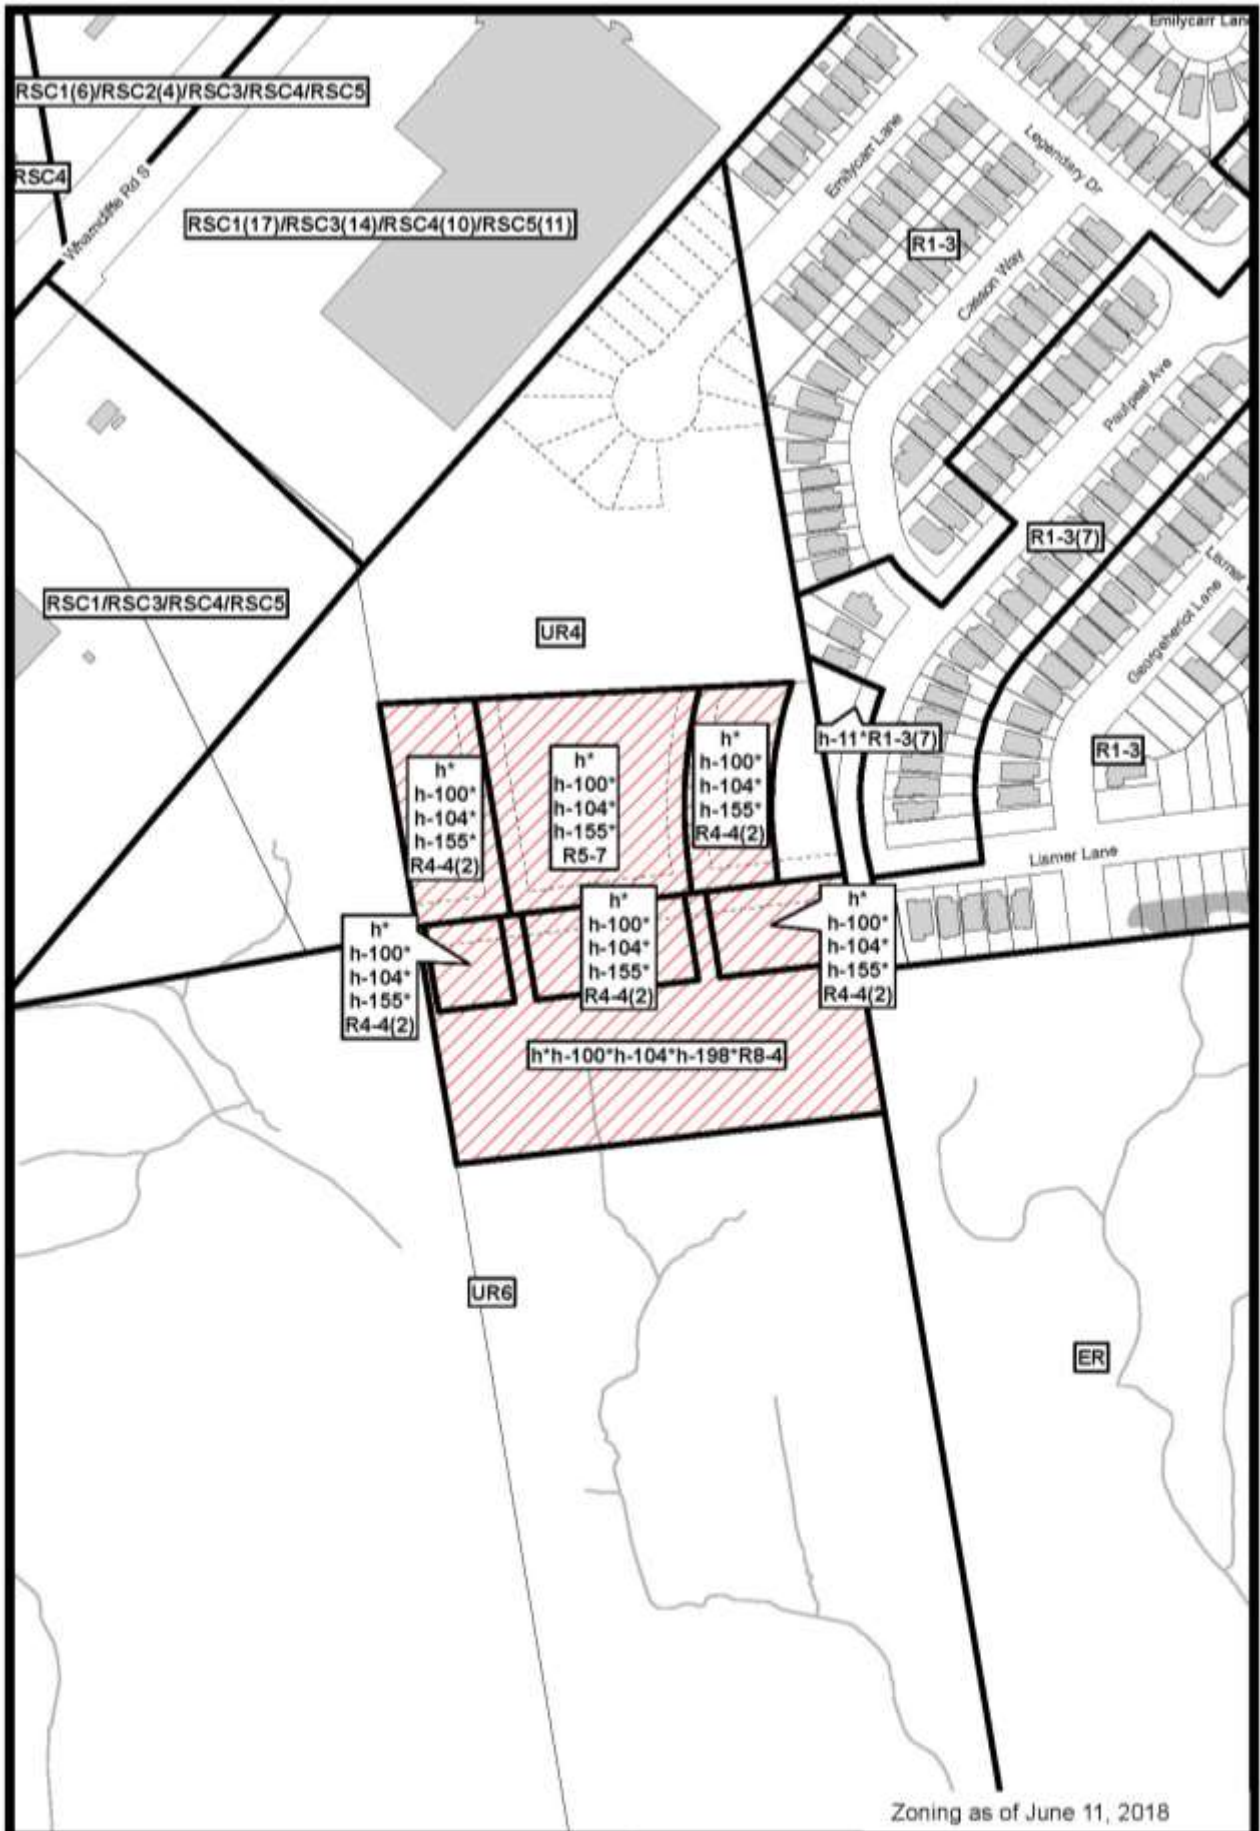 Emilycarr Lane
RSC1(6)/RSC2(4)/RSC3/RSC4/RSC5
RSC4
Wharncliffe Rd S
RSC1(17)/RSC3(14)/RSC4(10)/RSC5(11)
Emilycarr Lane
Legendary Dr
R1-3
Casson Way
Paulpeel Ave
R1-3(7)
Lismer
Georgeheriot Lane
RSC1/RSC3/RSC4/RSC5
UR4
h*
h-100*
h-104*
h-155*
R4-4(2)
h*
h-100*
h-104*
h-155*
R5-7
h*
h-100*
h-104*
h-155*
R4-4(2)
h-11*R1-3(7)
R1-3
Lismer Lane
h*
h-100*
h-104*
h-155*
R4-4(2)
h*
h-100*
h-104*
h-155*
R4-4(2)
h*
h-100*
h-104*
h-155*
R4-4(2)
h*h-100*h-104*h-198*R8-4
UR6
ER
Zoning as of June 11, 2018